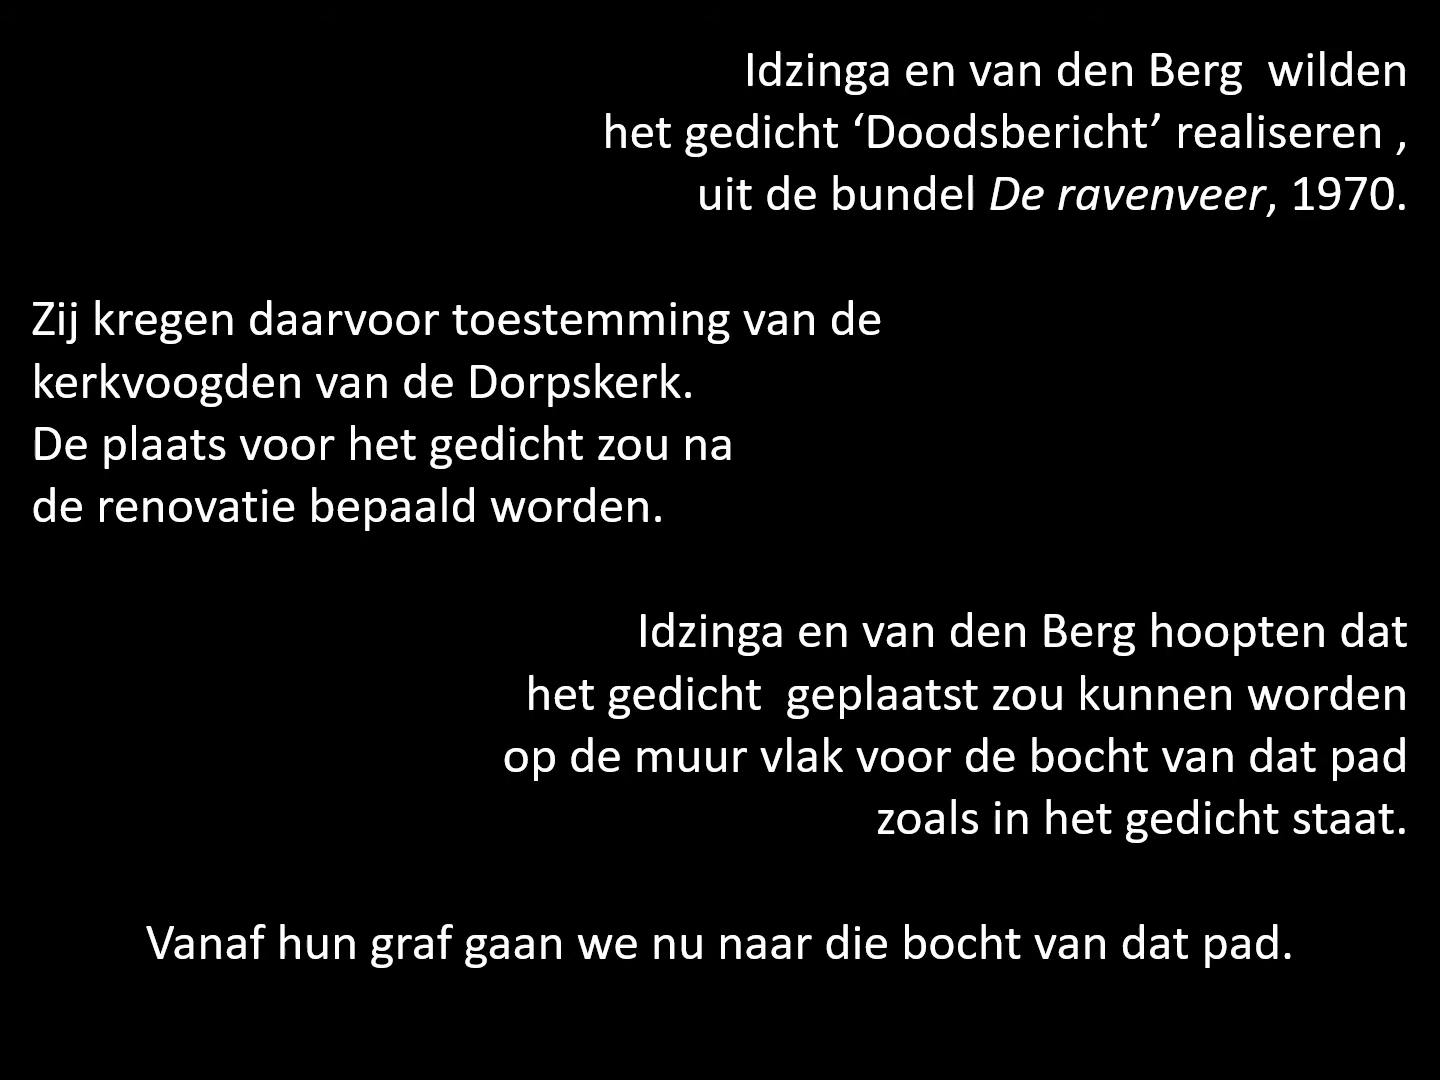 Idzinga en van den Berg  wilden
het gedicht ‘Doodsbericht’ realiseren ,
uit de bundel De ravenveer, 1970.
Zij kregen daarvoor toestemming van de
kerkvoogden van de Dorpskerk.
De plaats voor het gedicht zou na
de renovatie bepaald worden.
Idzinga en van den Berg hoopten dat
het gedicht  geplaatst zou kunnen worden
op de muur vlak voor de bocht van dat pad
zoals in het gedicht staat.
Vanaf hun graf gaan we nu naar die bocht van dat pad.